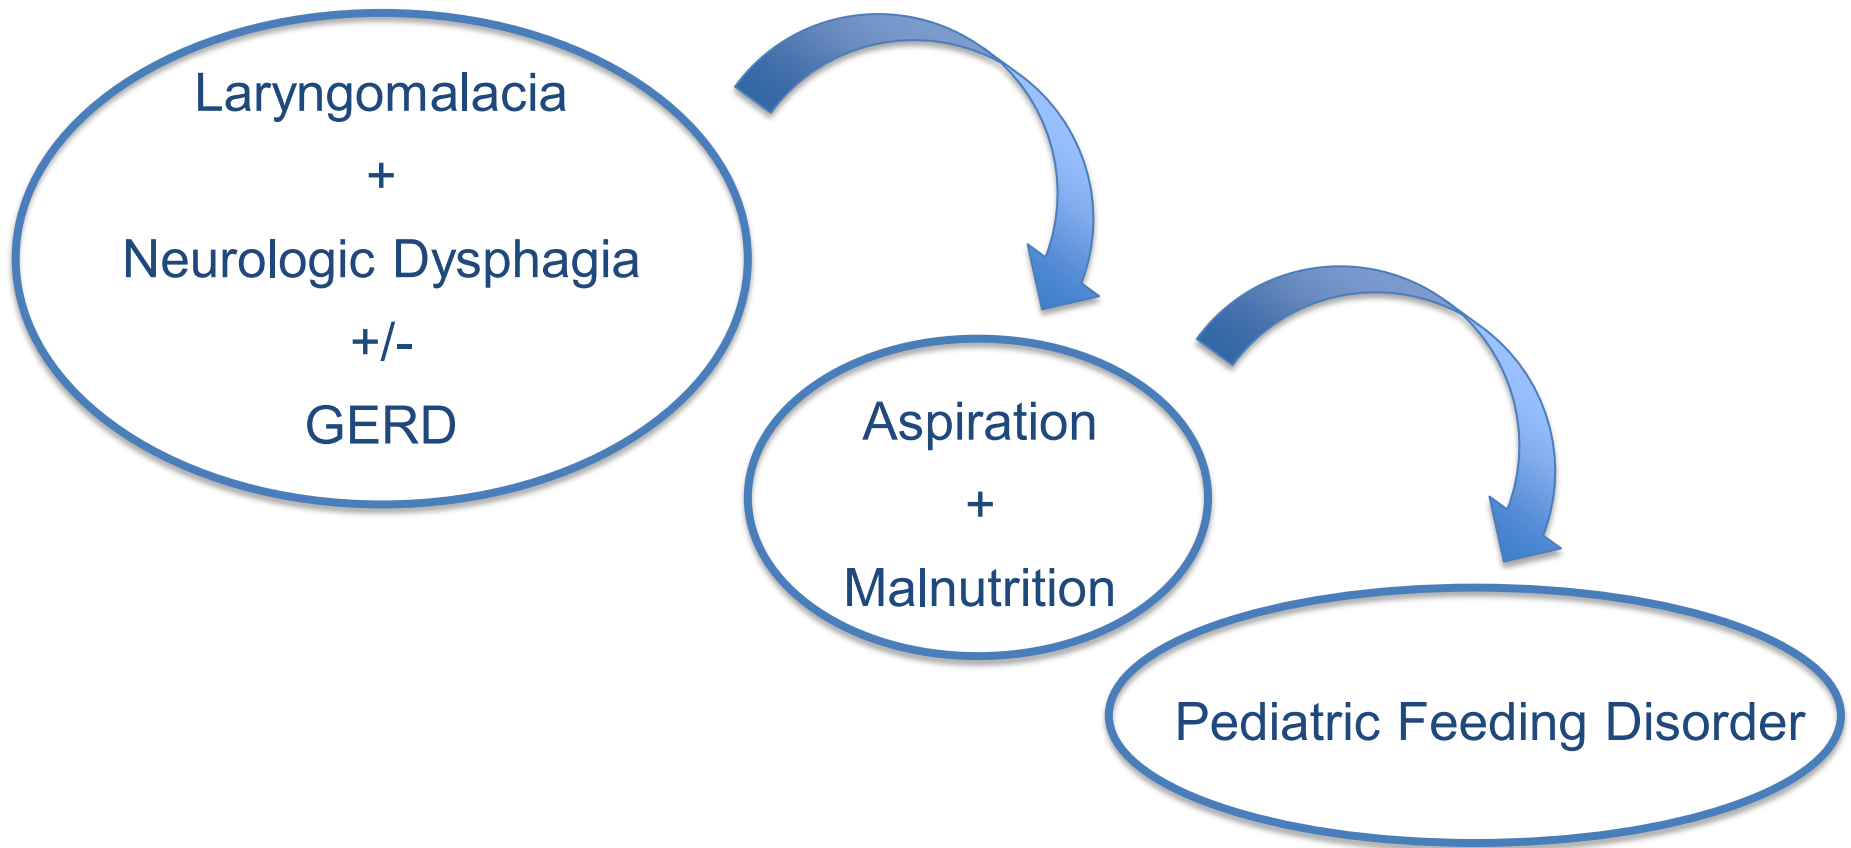 Laryngomalacia
+
Neurologic Dysphagia
+/-
GERD
Aspiration
+
Malnutrition
Pediatric Feeding Disorder